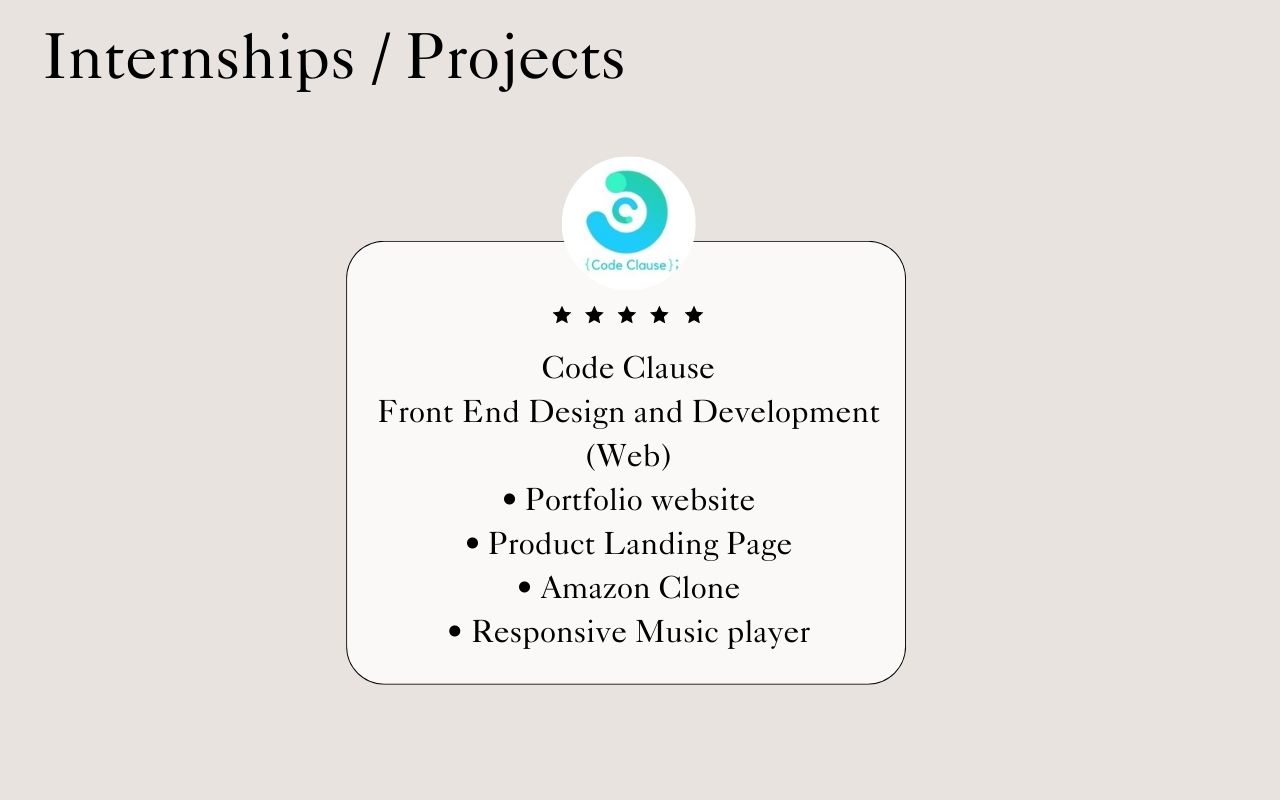 Internships / Projects
{Code Clause};
Code Clause
Front End Design and Development
(Web)
• Portfolio website
• Product Landing Page
• Amazon Clone
• Responsive Music player